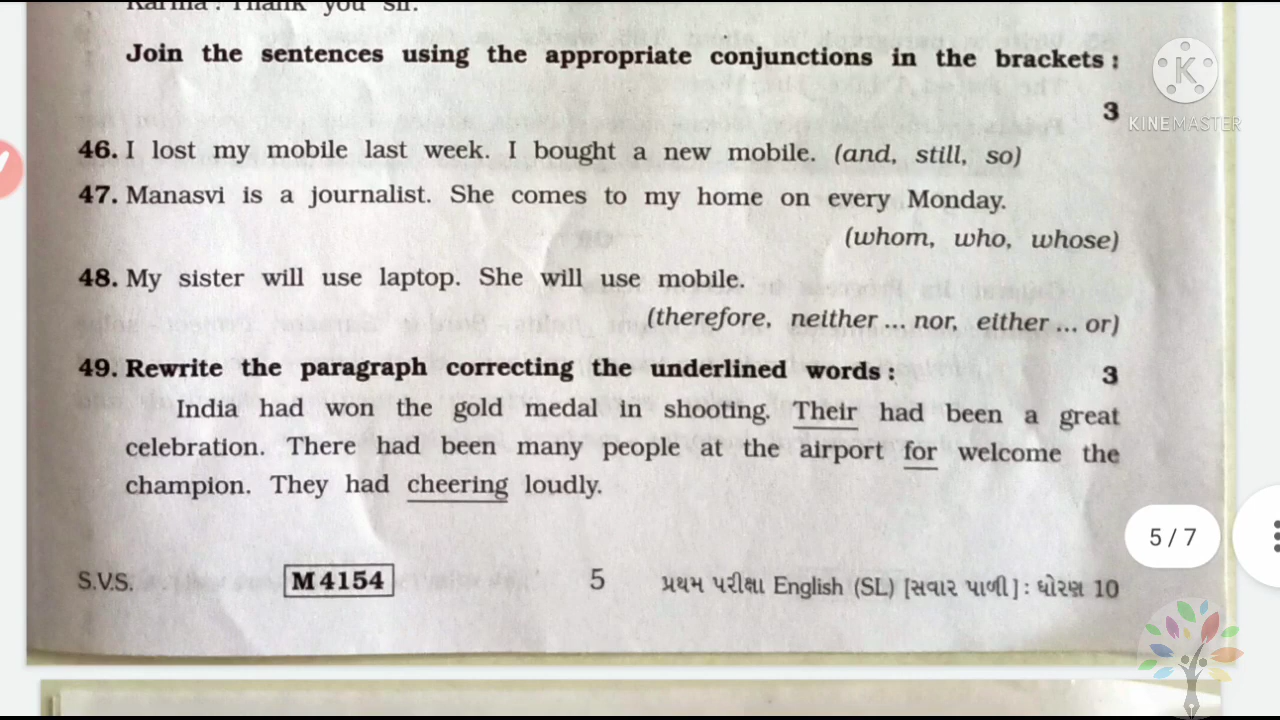 Karma : Thank you sir.
Join the sentences using the appropriate conjunctions in the brackets :
3
KINEMASTER
46. I lost my mobile last week. I bought a new mobile. (and, still, so)
47. Manasvi is a journalist. She comes to my home on every Monday.
(whom, who, whose)
48. My sister will use laptop. She will use mobile.
(therefore, neither ... nor, either ... or)
49. Rewrite the paragraph correcting the underlined words :
3
India had won the gold medal in shooting. Their had been a great
celebration. There had been many people at the airport for welcome the
champion. They had cheering loudly.
5 / 7
S.V.S. M 4154 5 પ્રથમ પરીક્ષા English (SL) [સવાર પાળી] : ધોરણ 10